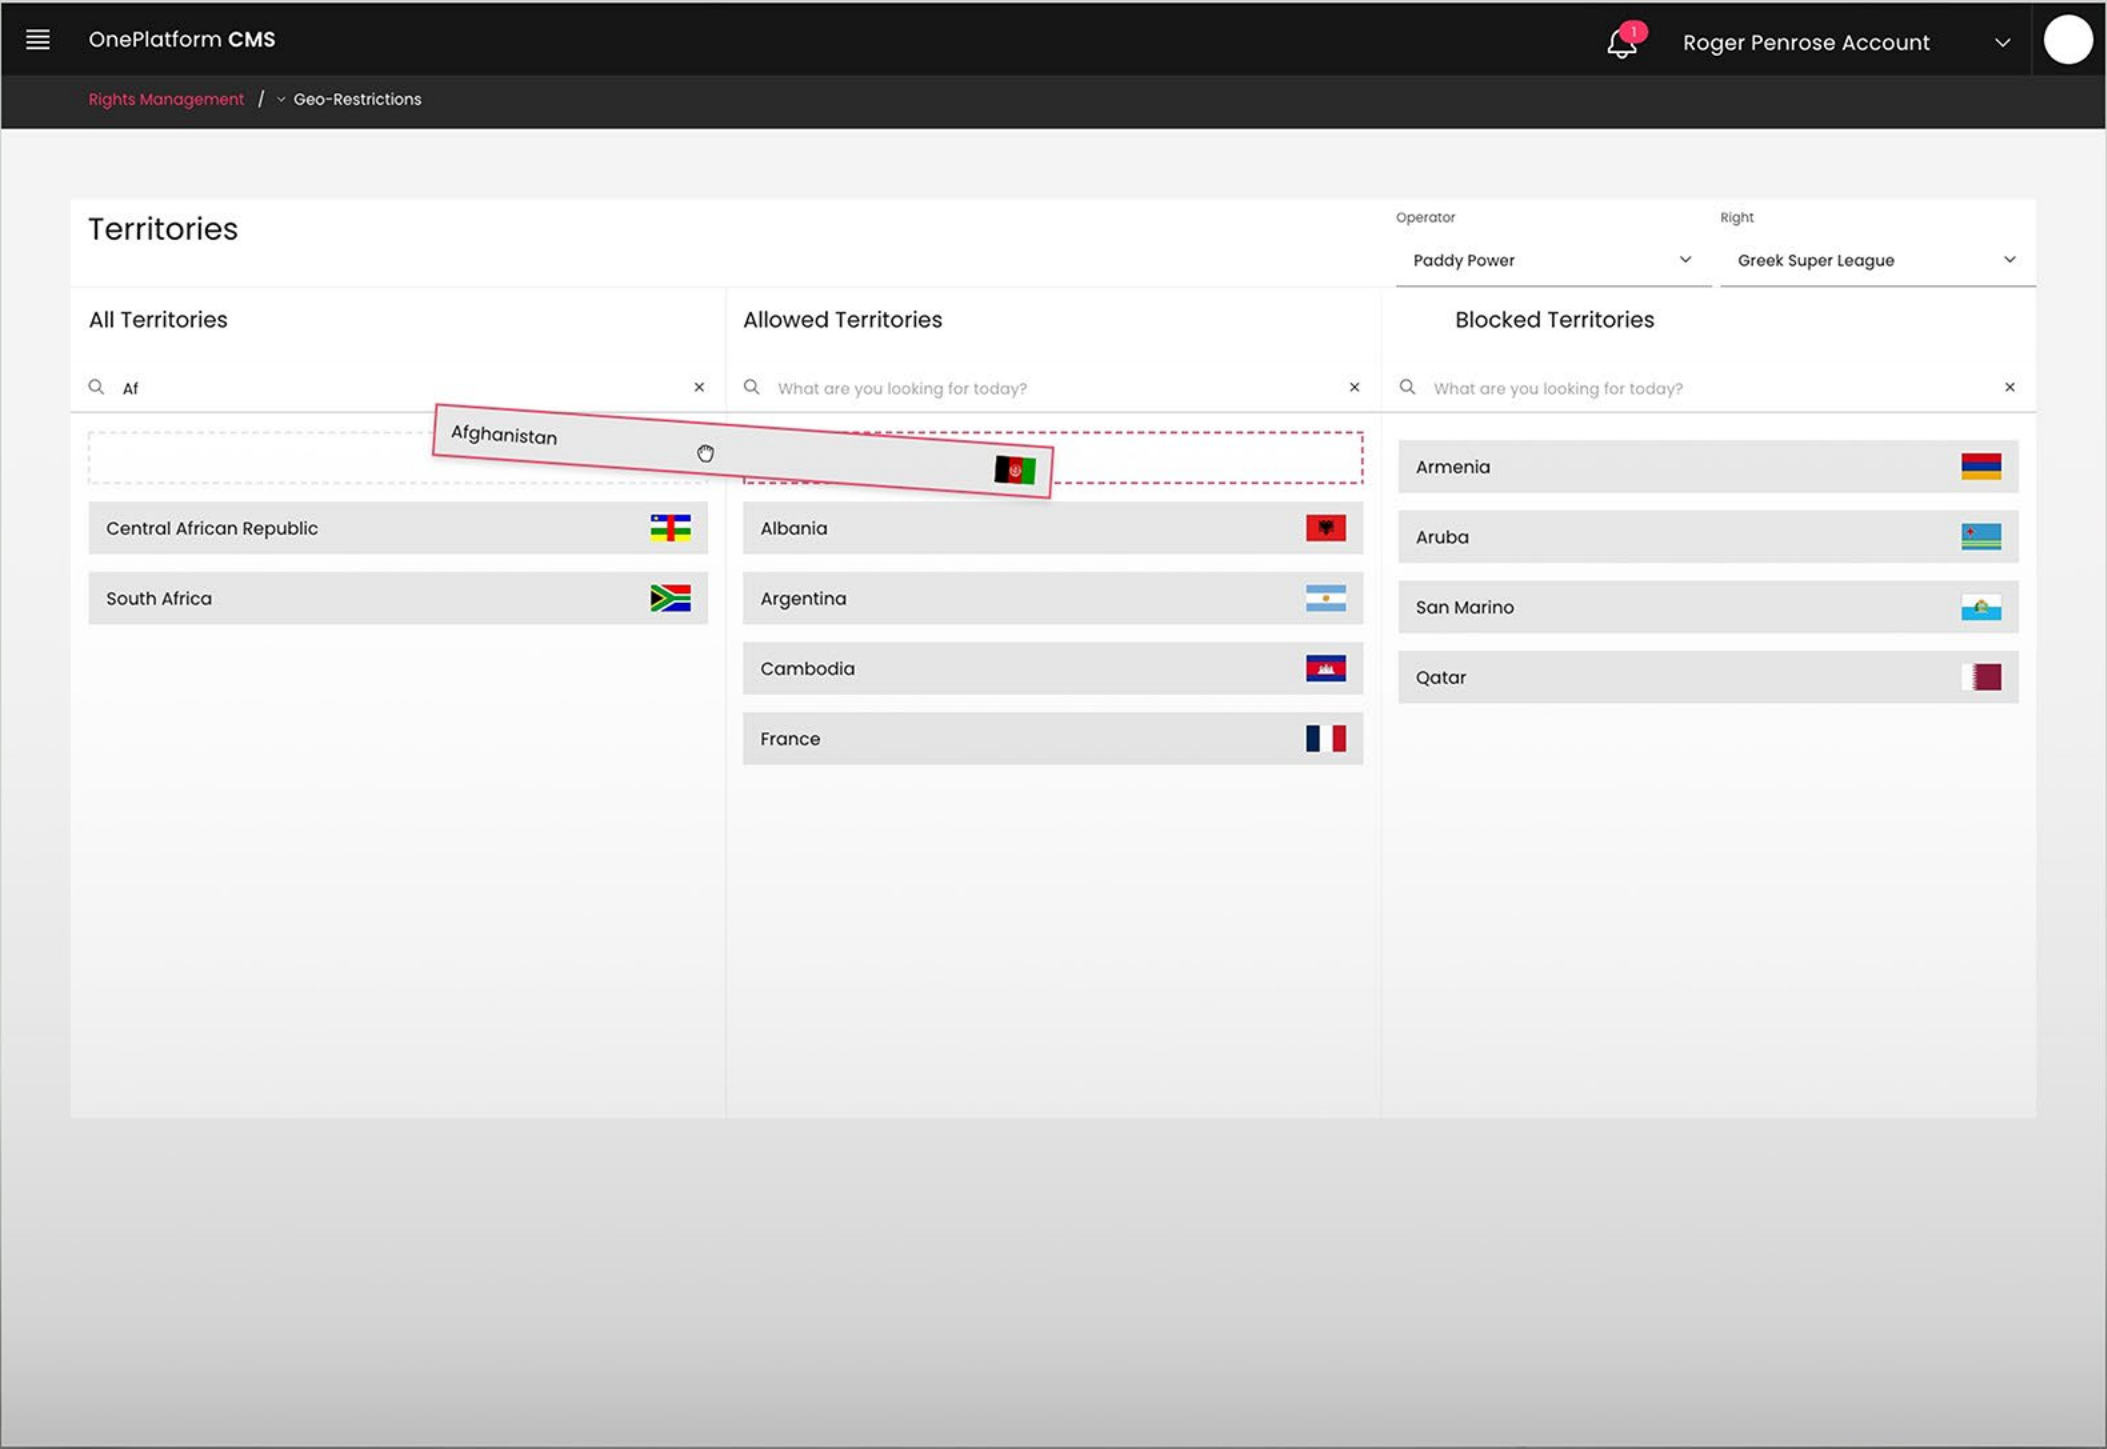 OnePlatform CMS
1
Roger Penrose Account
Rights Management / Geo-Restrictions
Territories
Operator
Right
Paddy Power
Greek Super League
All Territories
Allowed Territories
Blocked Territories
Af
What are you looking for today?
What are you looking for today?
Afghanistan
Central African Republic
South Africa
Albania
Argentina
Cambodia
France
Armenia
Aruba
San Marino
Qatar